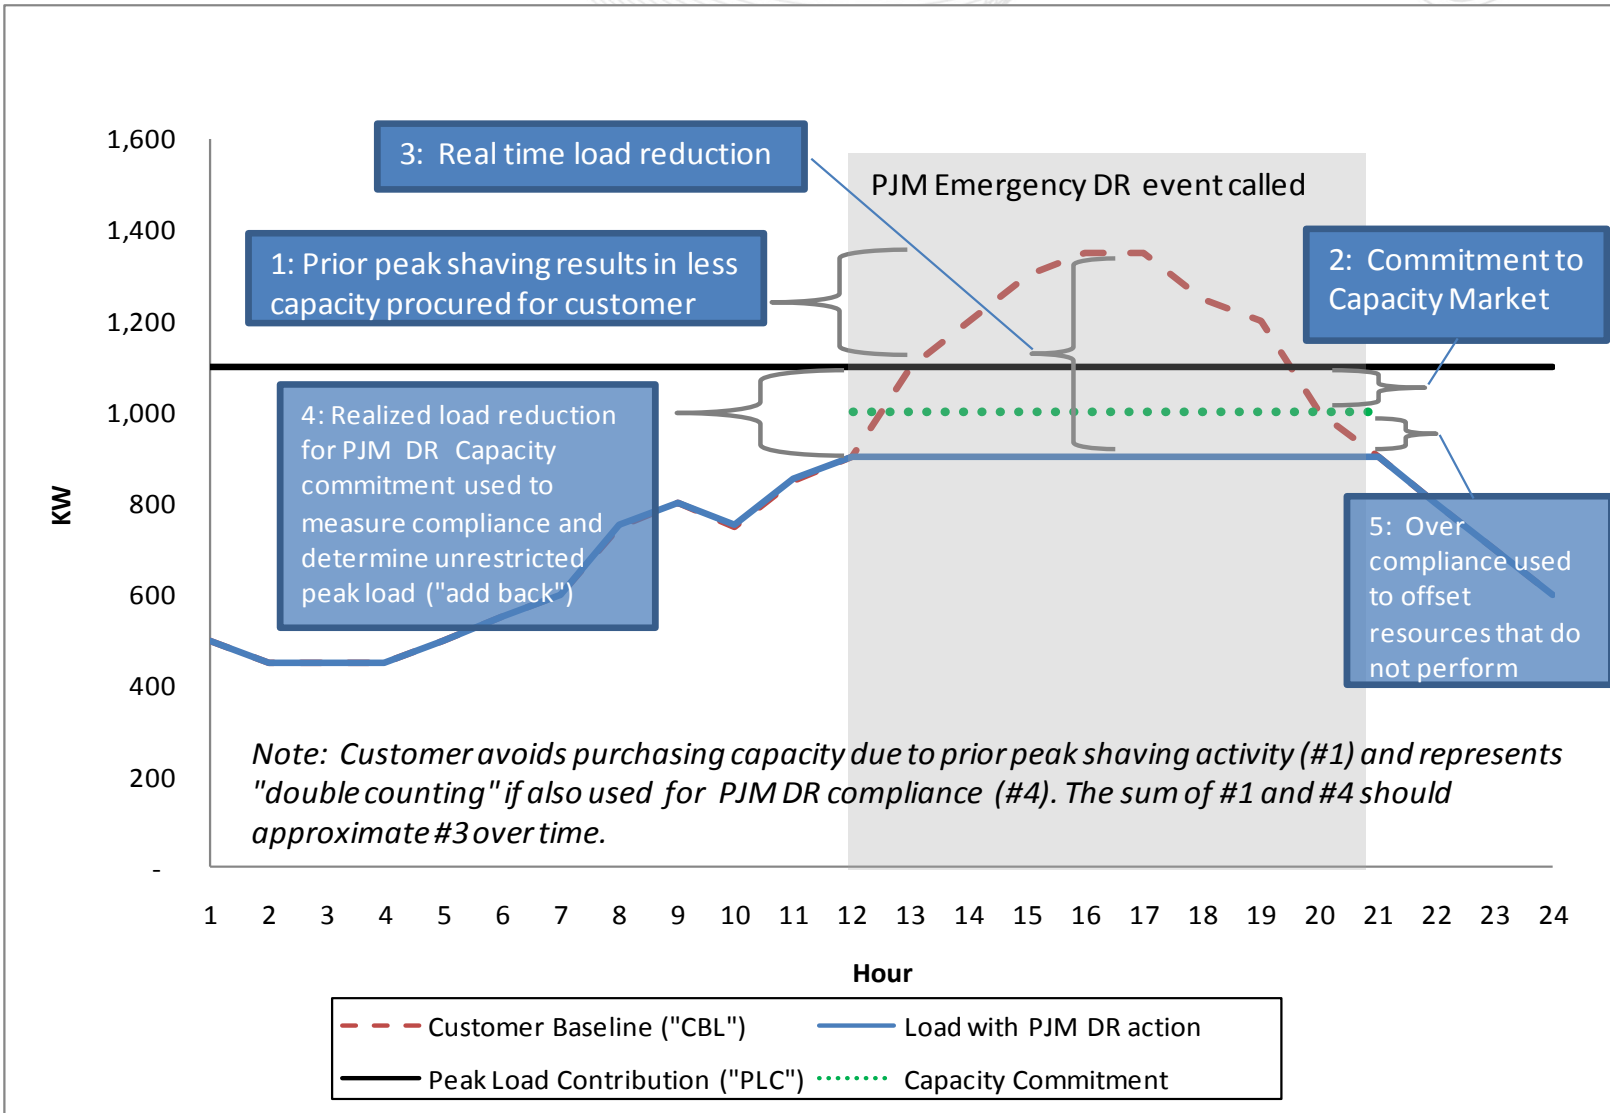 1,600
1,400
1,200
1,000
800
600
400
200
-
KW
3: Real time load reduction
PJM Emergency DR event called
1: Prior peak shaving results in less
capacity procured for customer
2: Commitment to
Capacity Market
4: Realized load reduction
for PJM DR Capacity
commitment used to
measure compliance and
determine unrestricted
peak load ("add back")
5: Over
compliance used
to offset
resources that do
not perform
Note: Customer avoids purchasing capacity due to prior peak shaving activity (#1) and represents
"double counting" if also used for PJM DR compliance (#4). The sum of #1 and #4 should
approximate #3 over time.
1 2 3 4 5 6 7 8 9 10 11 12 13 14 15 16 17 18 19 20 21 22 23 24
Hour
Customer Baseline ("CBL") Load with PJM DR action
Peak Load Contribution ("PLC") Capacity Commitment